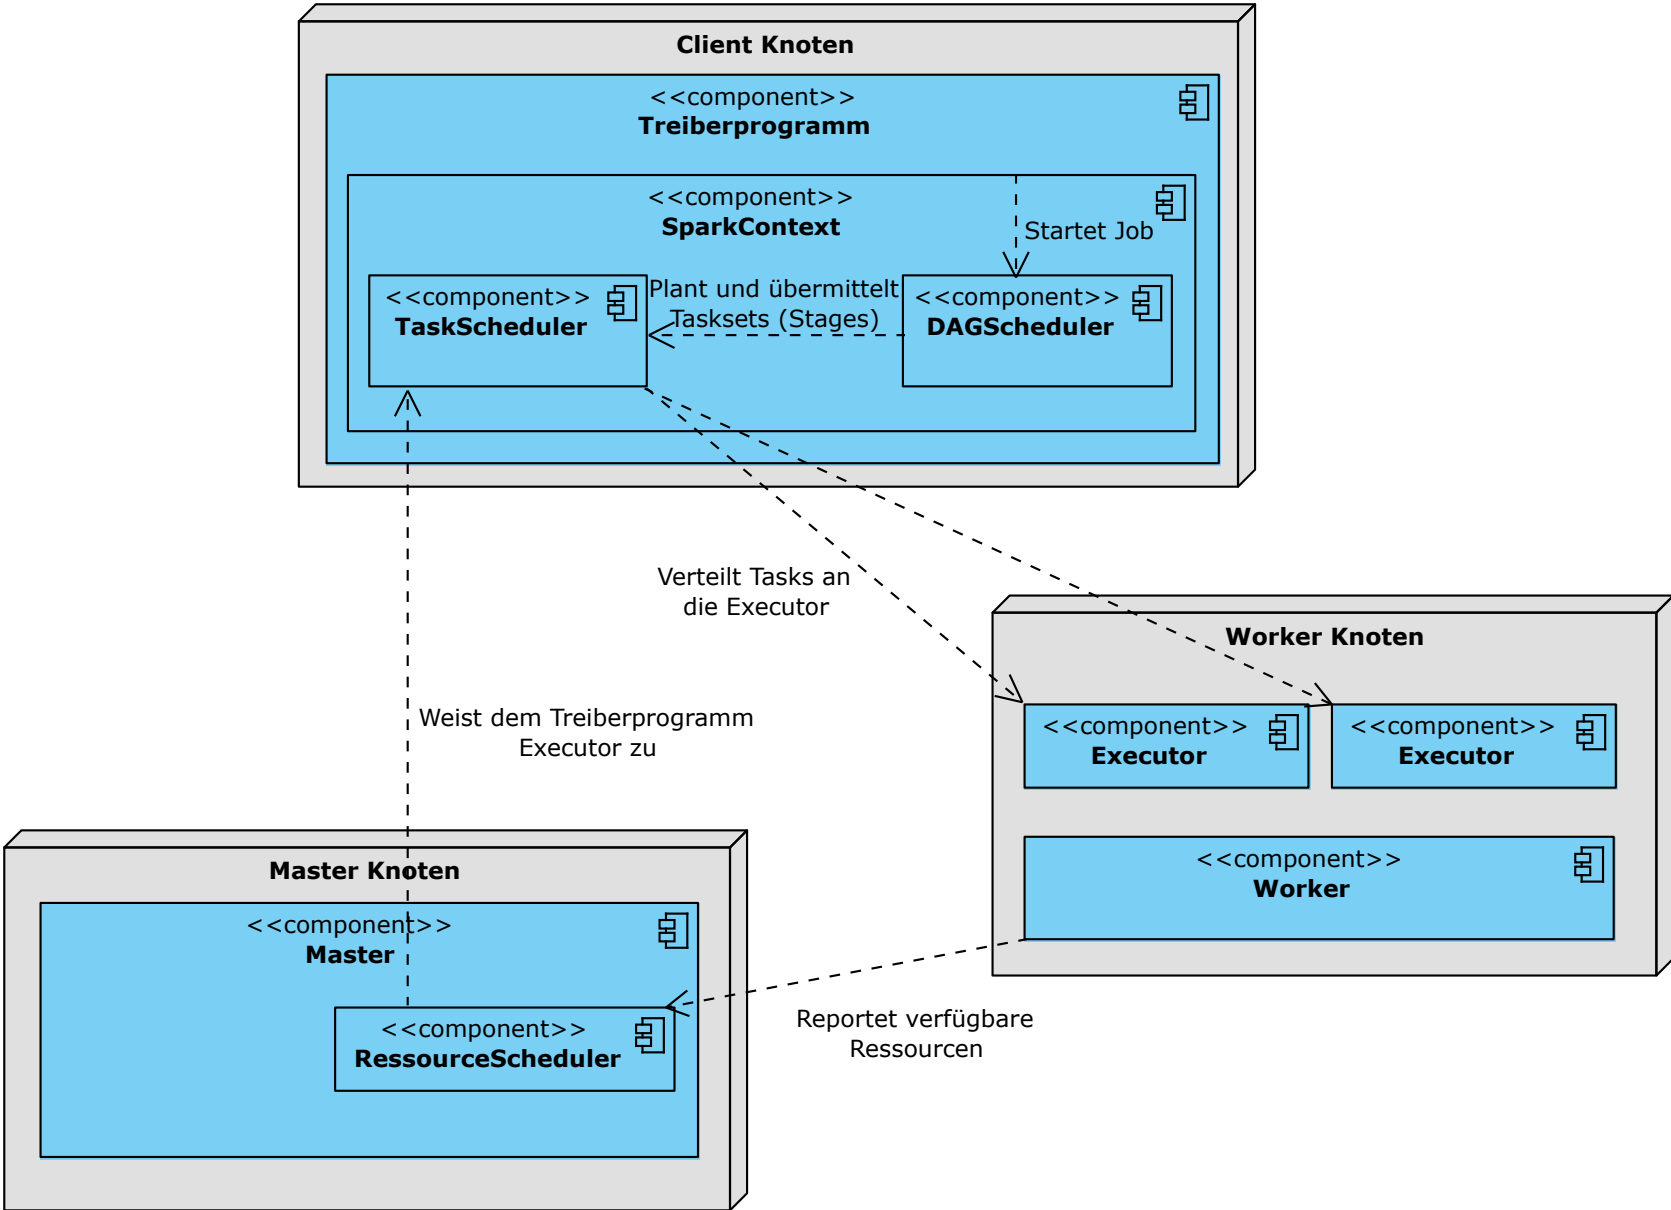 Client Knoten
<<component>>
Treiberprogramm
<<component>>
SparkContext
Startet Job
<<component>>
TaskScheduler
Plant und übermittelt
Tasksets (Stages)
<<component>>
DAGScheduler
Verteilt Tasks an
die Executor
Worker Knoten
<<component>>
Executor
<<component>>
Executor
<<component>>
Worker
Weist dem Treiberprogramm
Executor zu
Master Knoten
<<component>>
Master
<<component>>
RessourceScheduler
Reportet verfügbare
Ressourcen